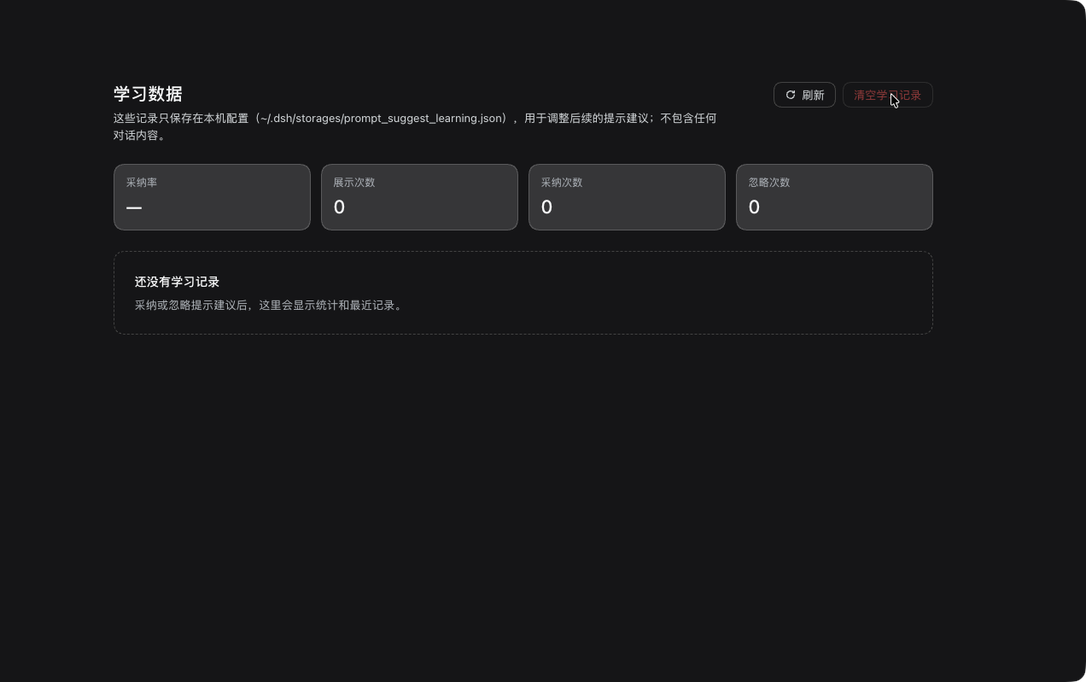 学习数据
刷新
清空学习记录
这些记录只保存在本机配置（~/.dsh/storages/prompt_suggest_learning.json），用于调整后续的提示建议；不包含任何
对话内容。
采纳率
展示次数
采纳次数
忽略次数
—
0
0
0
还没有学习记录
采纳或忽略提示建议后，这里会显示统计和最近记录。